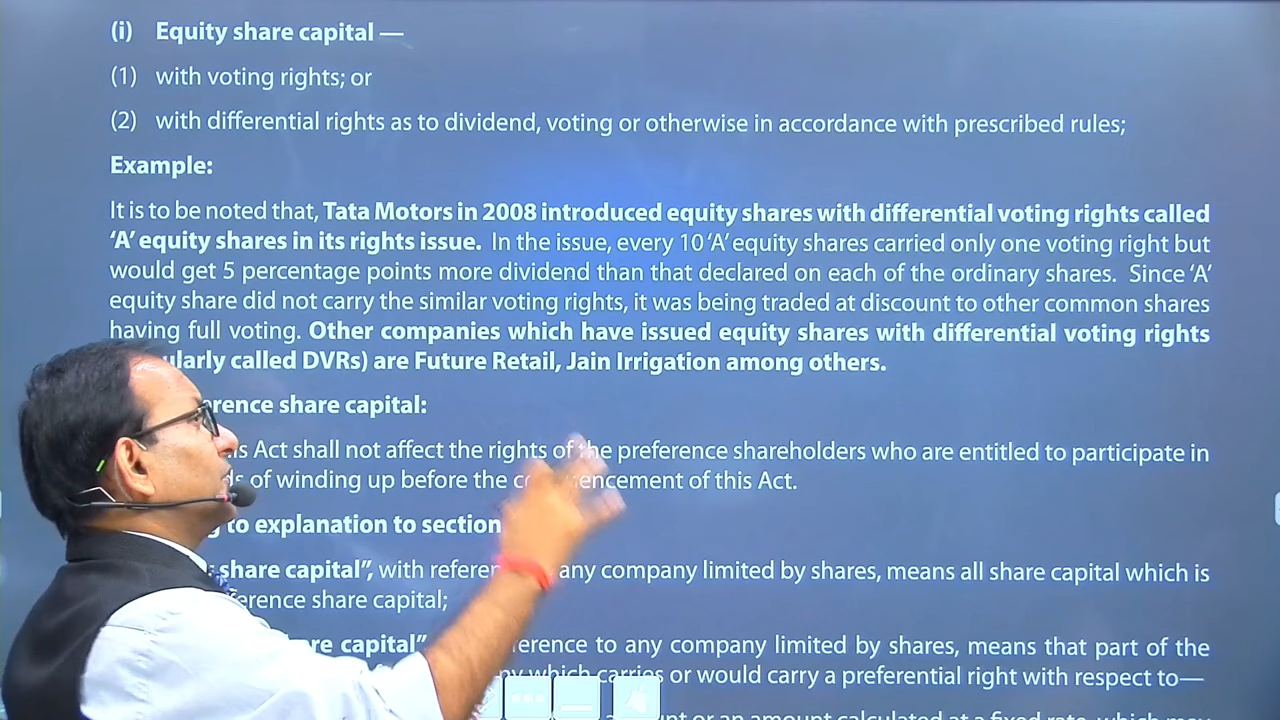 (i) Equity share capital —
(1) with voting rights; or
(2) with differential rights as to dividend, voting or otherwise in accordance with prescribed rules;
Example:
It is to be noted that, Tata Motors in 2008 introduced equity shares with differential voting rights called
‘A’ equity shares in its rights issue. In the issue, every 10 ‘A’ equity shares carried only one voting right but
would get 5 percentage points more dividend than that declared on each of the ordinary shares. Since ‘A’
equity share did not carry the similar voting rights, it was being traded at discount to other common shares
having full voting. Other companies which have issued equity shares with differential voting rights
called DVRs) are Future Retail, Jain Irrigation among others.
share capital:
Act shall not affect the rights of the preference shareholders who are entitled to participate in
of winding up before the of this Act.
to explanation to section
share capital”, with any company limited by shares, means all share capital which is
share capital;
capital” to any company limited by shares, means that part of the
which carries or would carry a preferential right with respect to—
or an amount calculated at a fixed rate, which may